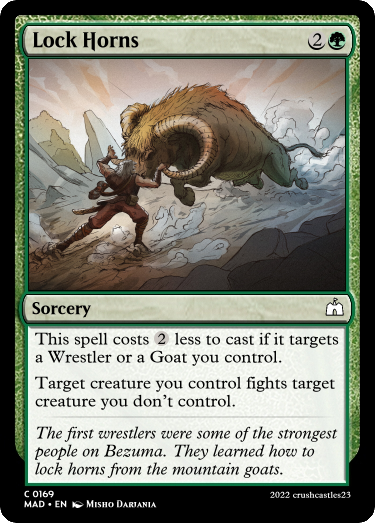 Lock Horns 2
Sorcery
This spell costs 2 less to cast if it targets
a Wrestler or a Goat you control.
Target creature you control fights target
creature you don't control.
The first wrestlers were some of the strongest
people on Bezuma. They learned how to
lock horns from the mountain goats.
C 0169
MAD • EN Misho Darjania
2022 crushcastles23